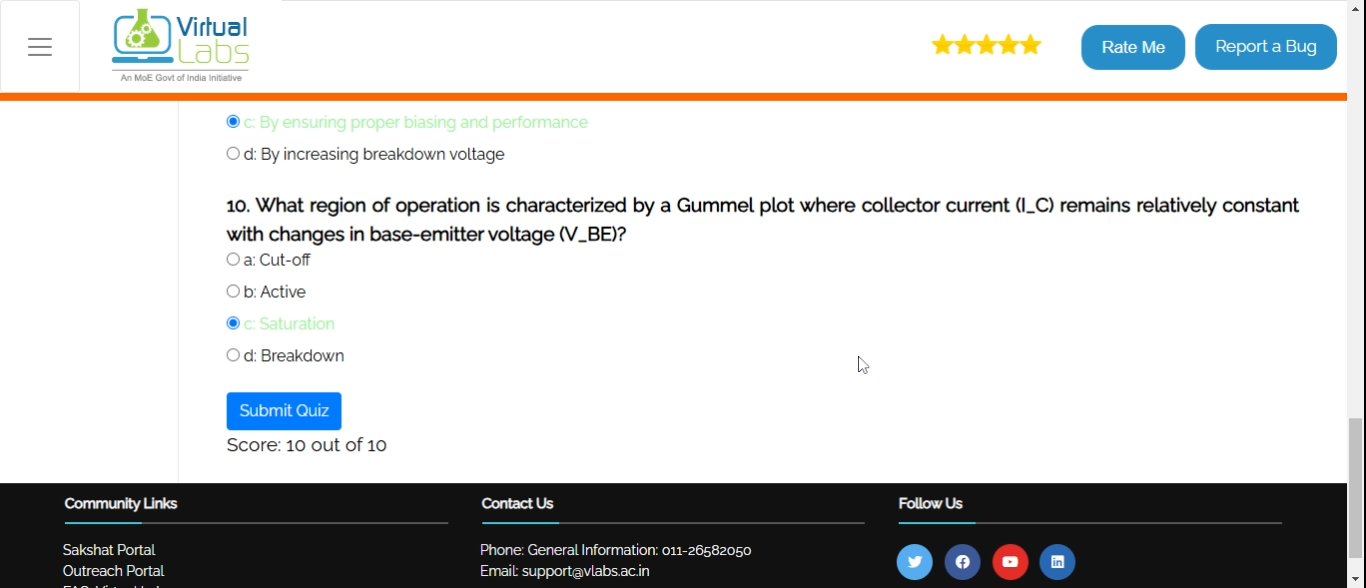 Virtual
Labs
An MoE Govt of India Initiative
Rate Me
Report a Bug
c: By ensuring proper biasing and performance
d: By increasing breakdown voltage
10. What region of operation is characterized by a Gummel plot where collector current (I_C) remains relatively constant
with changes in base-emitter voltage (V_BE)?
a: Cut-off
b: Active
c: Saturation
d: Breakdown
Submit Quiz
Score: 10 out of 10
Community Links
Sakshat Portal
Outreach Portal
Contact Us
Phone: General Information: 011-26582050
Email: support@vlabs.ac.in
Follow Us